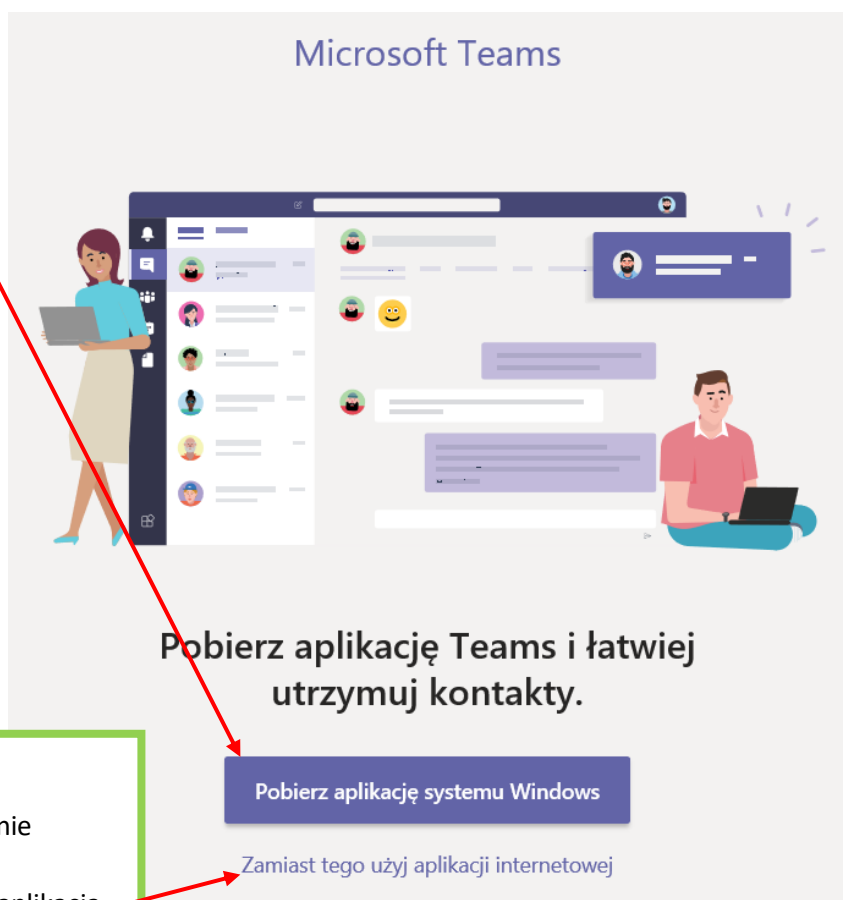 Microsoft Teams
Pobierz aplikację Teams i łatwiej
utrzymuj kontakty.
Pobierz aplikację systemu Windows
Zamiast tego użyj aplikacji internetowej